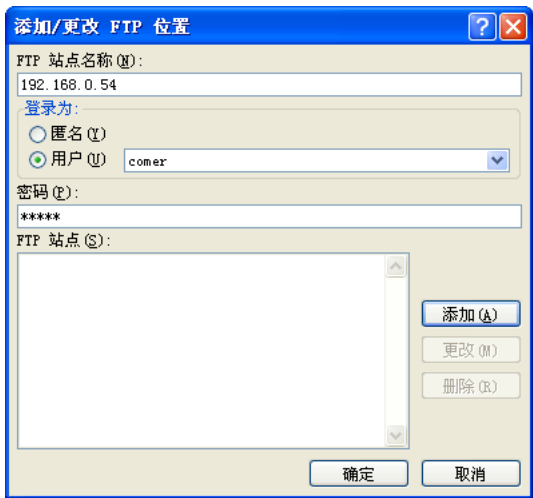 添加/更改 FTP 位置
FTP 站点名称(N):
192.168.0.54
登录为:
匿名(Y)
用户(U) comer
密码(P):
*****
FTP 站点(S):
添加(A)
更改(M)
删除(R)
确定 取消